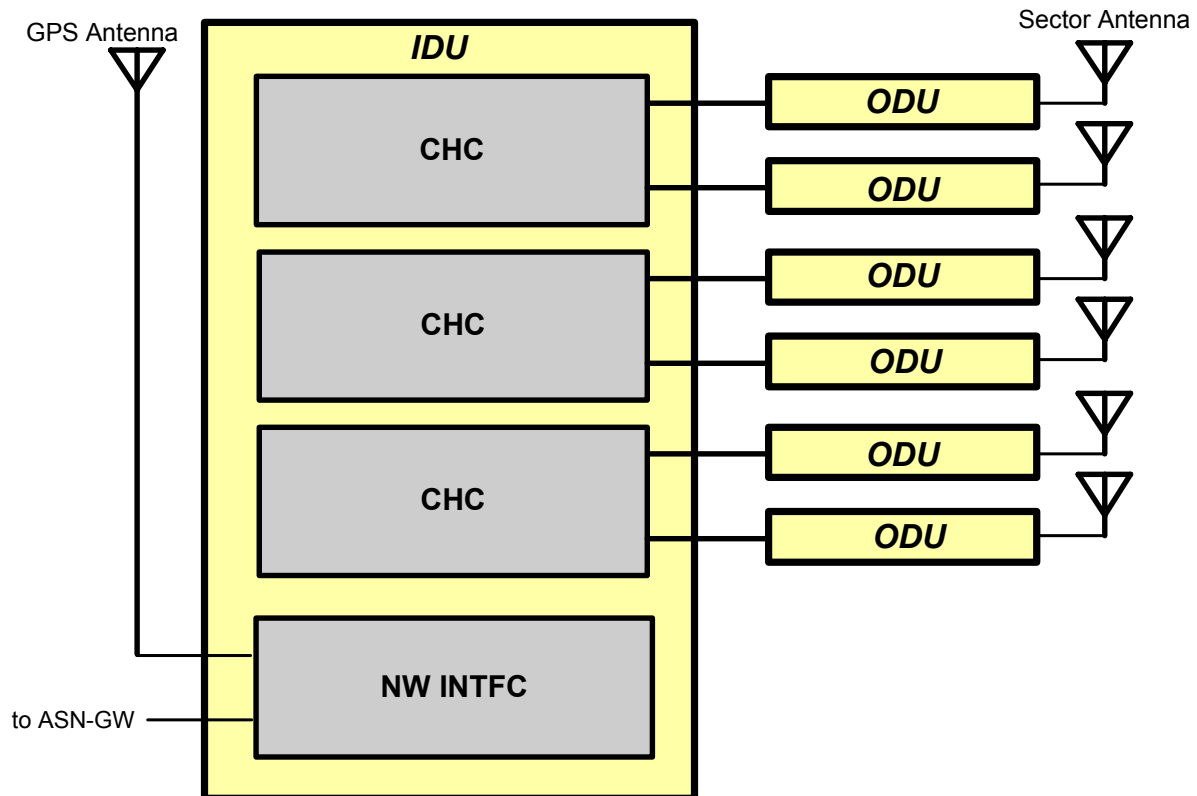 GPS Antenna
IDU
Sector Antenna
CHC
ODU
ODU
CHC
ODU
ODU
CHC
ODU
ODU
NW INTFC
to ASN-GW